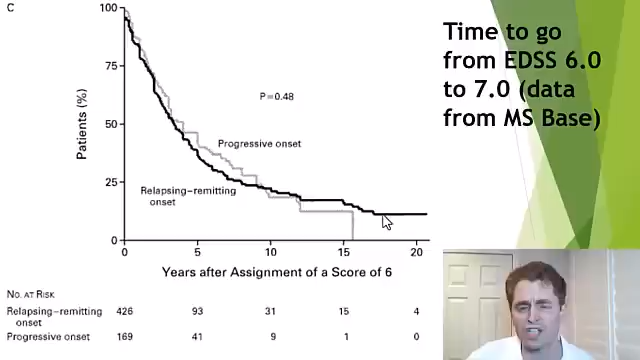 C
100
75
50
25
0
Patients (%)
P=0.48
Progressive onset
Relapsing–remitting
onset
0 5 10 15 20
Years after Assignment of a Score of 6
No. at Risk
Relapsing–remitting onset 426 93 31 15 4
Progressive onset 169 41 9 1 0
Time to go
from EDSS 6.0
to 7.0 (data
from MS Base)